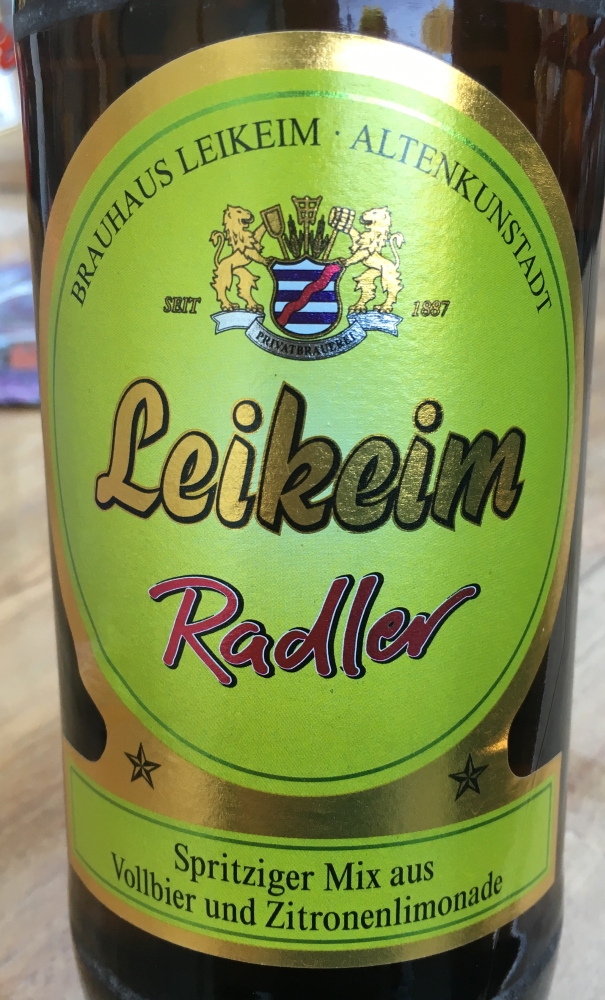 BRAUHAUS LEIKEIM · ALTENKUNSTADT
SEIT 1887
PRIVATBRAUEREI
Leikeim
Radler
Spritziger Mix aus
Vollbier und Zitronenlimonade